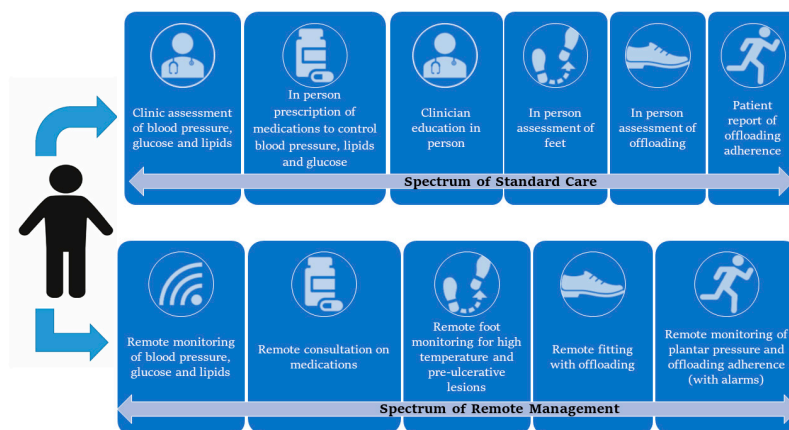 Clinic assessment
of blood pressure,
glucose and lipids
In person
prescription of
medications to control
blood pressure, lipids
and glucose
Clinician
education in
person
In person
assessment of
feet
In person
assessment of
offloading
Patient
report of
offloading
adherence
Spectrum of Standard Care
Remote monitoring
of blood pressure,
glucose and lipids
Remote consultation on
medications
Remote foot
monitoring for high
temperature and
pre-ulcerative
lesions
Remote fitting
with offloading
Remote monitoring of
plantar pressure and
offloading adherence
(with alarms)
Spectrum of Remote Management